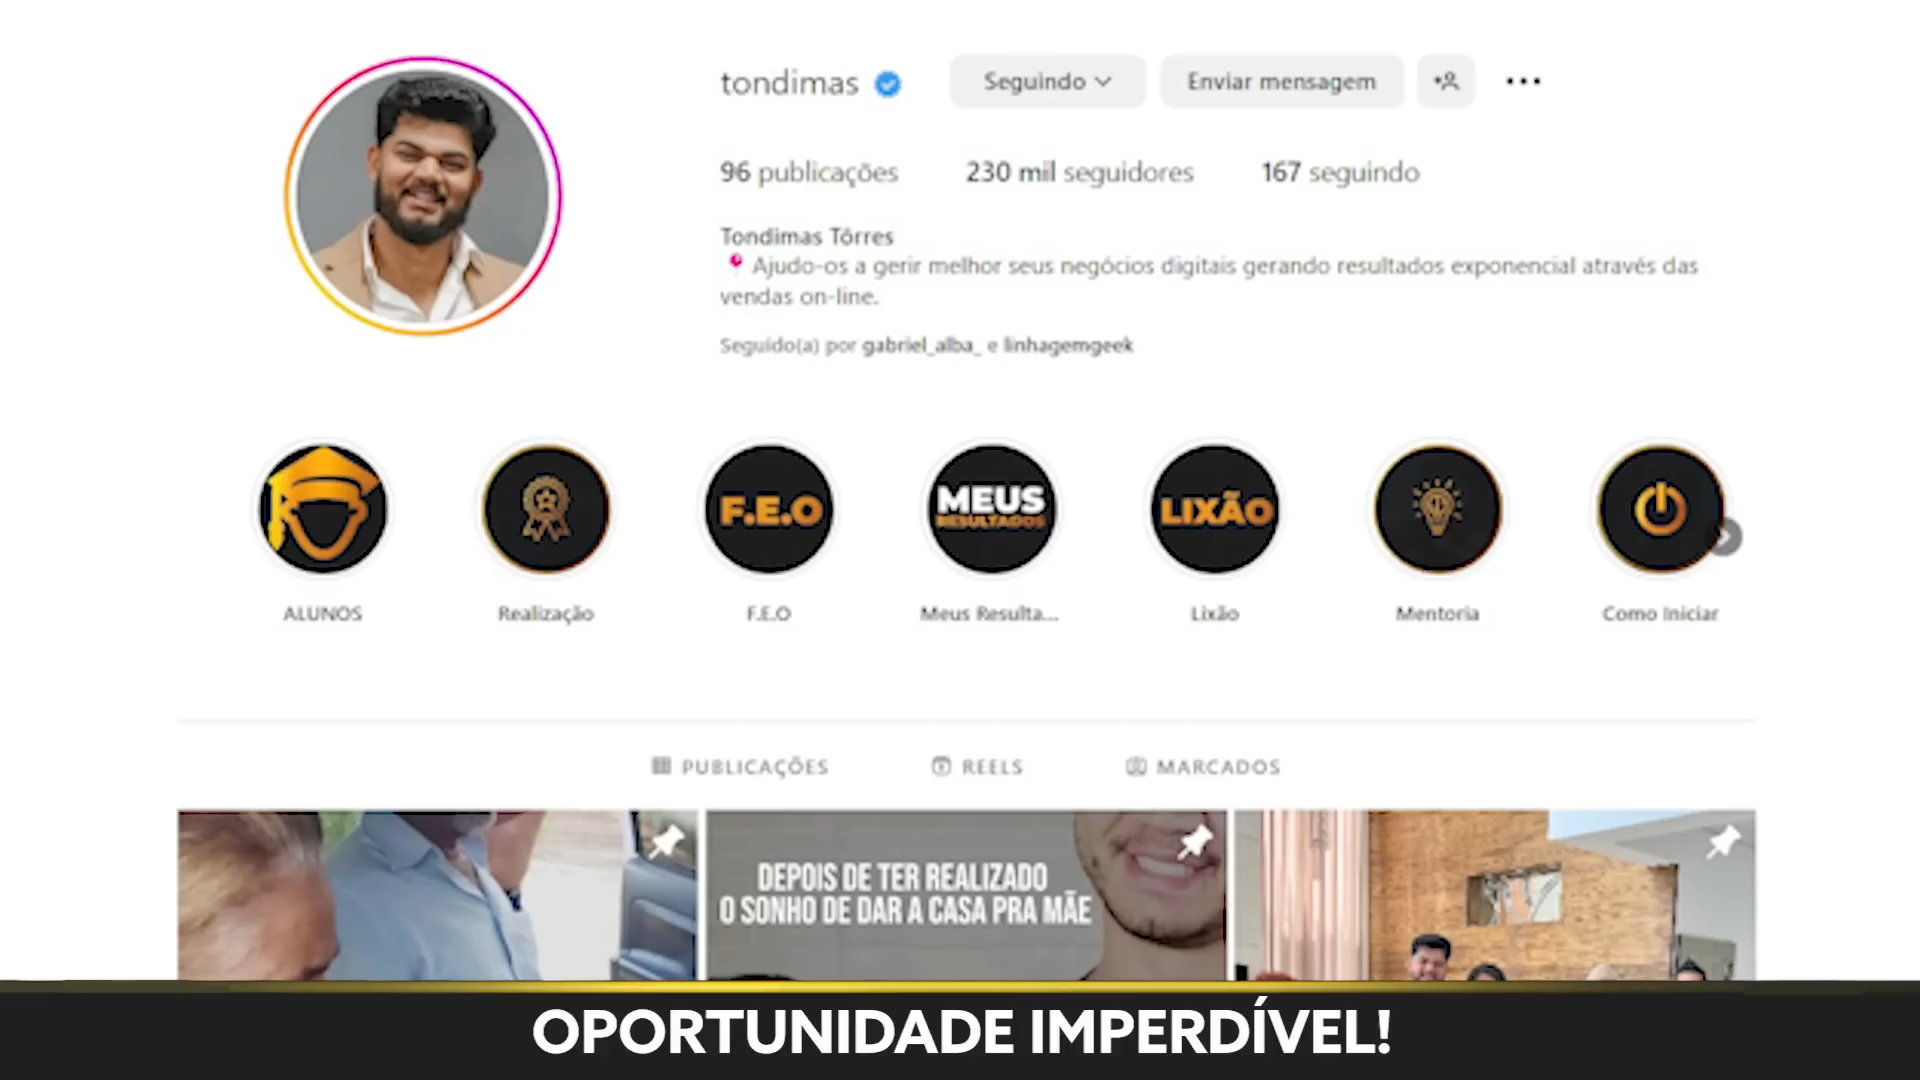 tondimas
Seguindo
Enviar mensagem
96 publicações
230 mil seguidores
167 seguindo
Tondimas Tôrres
Ajudo-os a gerir melhor seus negócios digitais gerando resultados exponencial através das
vendas on-line.
Seguido(a) por gabriel_alba_ e linhagemgeek
F.E.O
MEUS
RESULTADOS
LIXÃO
ALUNOS
Realização
F.E.O
Meus Resulta...
Lixão
Mentoria
Como Iniciar
PUBLICAÇÕES
REELS
MARCADOS
DEPOIS DE TER REALIZADO
O SONHO DE DAR A CASA PRA MÃE
OPORTUNIDADE IMPERDÍVEL!